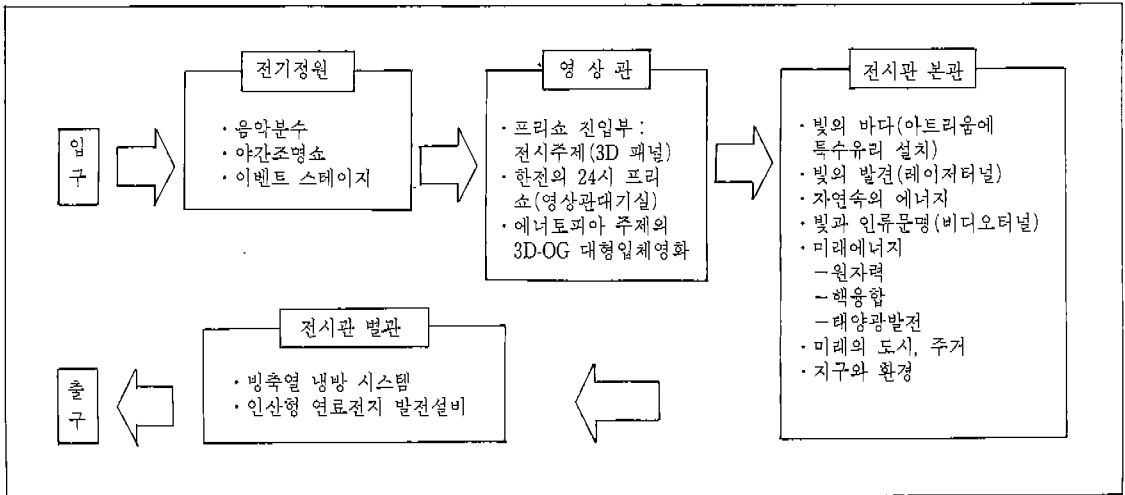 입
구
전기정원
· 음악분수
· 야간조명쇼
· 이벤트 스테이지
영 상 관
· 프리쇼 진입부 :
전시주제(3D 패널)
· 한전의 24시 프리
쇼(영상관대기실)
· 에너토피아 주제의
3D-OG 대형입체영화
전시관 본관
· 빛의 바다(아트리움에
특수유리 설치)
· 빛의 발견(레이저터널)
· 자연속의 에너지
· 빛과 인류문명(비디오터널)
· 미래에너지
－원자력
－핵융합
－태양광발전
· 미래의 도시, 주거
· 지구와 환경
전시관 별관
· 빙축열 냉방 시스템
· 인산형 연료전지 발전설비
출
구